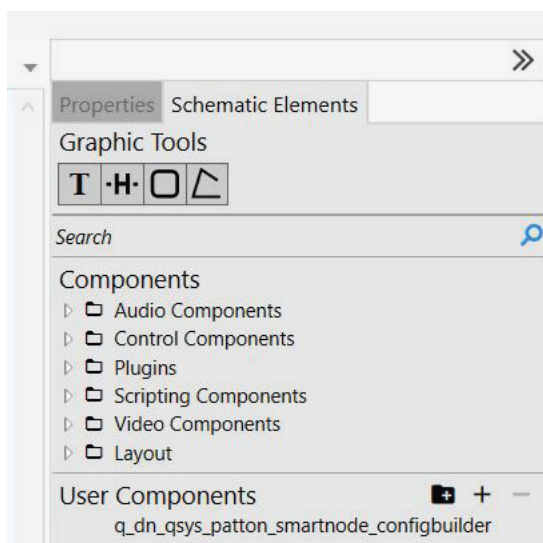 Properties Schematic Elements
Graphic Tools
T H
Search
Components
Audio Components
Control Components
Plugins
Scripting Components
Video Components
Layout
User Components
q_dn_qsys_patton_smartnode_configbuilder